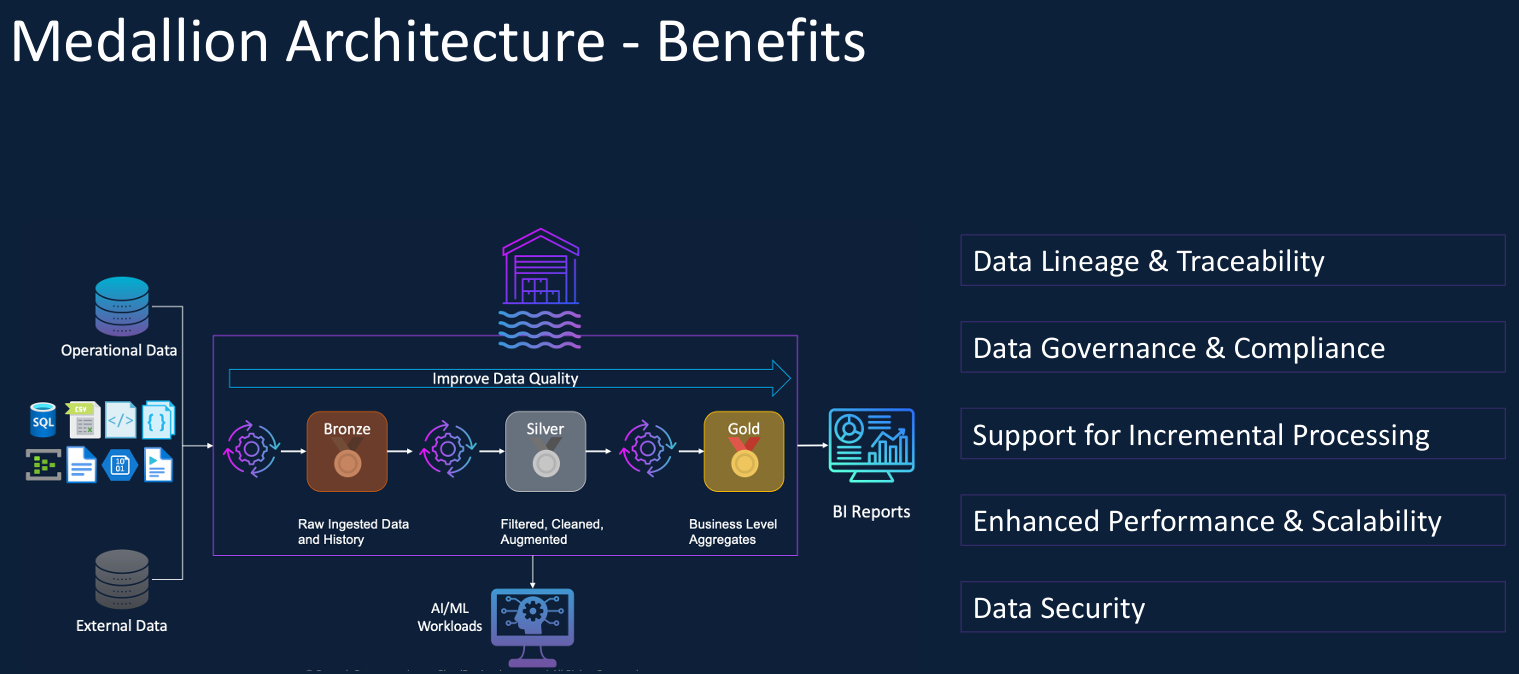 Medallion Architecture - Benefits
Operational Data
SQL
CSV
</>
{ }
10
01
External Data
Improve Data Quality
Bronze
Silver
Gold
Raw Ingested Data
and History
Filtered, Cleaned,
Augmented
Business Level
Aggregates
BI Reports
AI/ML
Workloads
Data Lineage & Traceability
Data Governance & Compliance
Support for Incremental Processing
Enhanced Performance & Scalability
Data Security